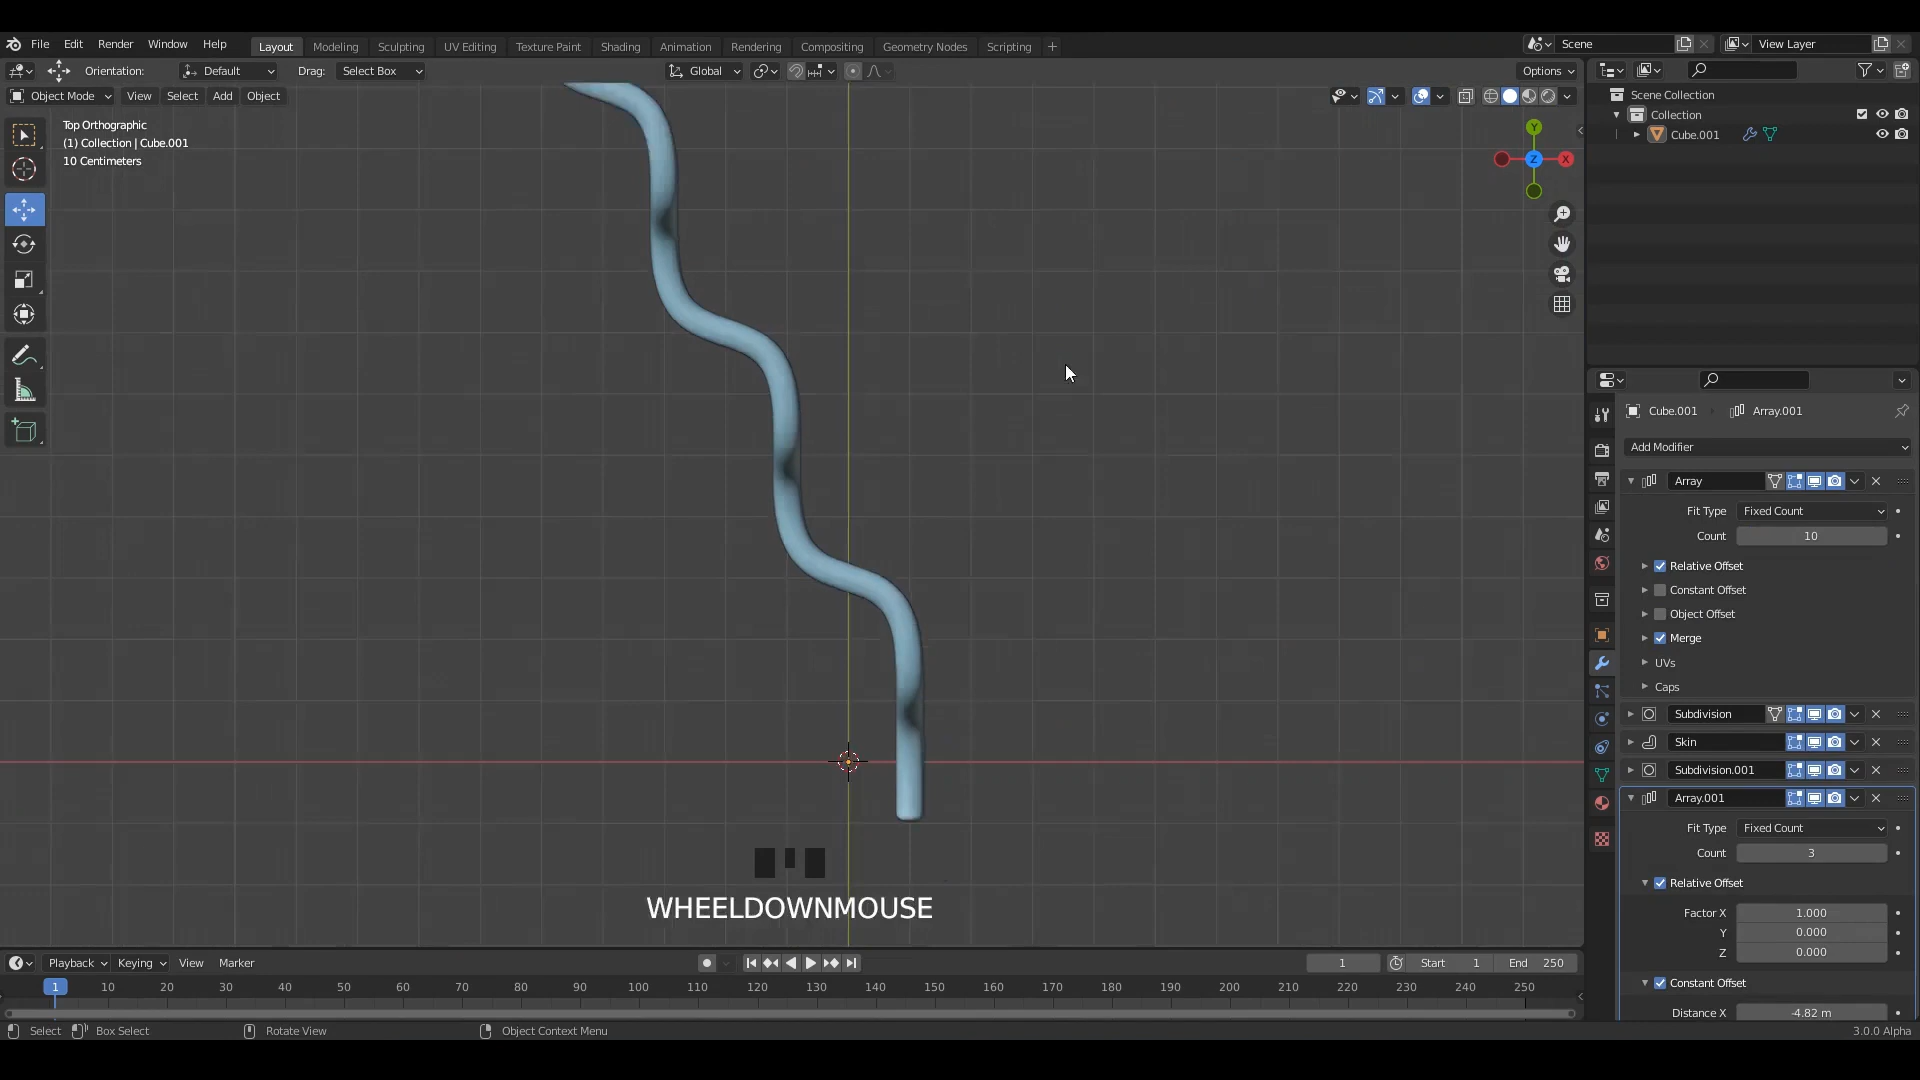 File Edit Render Window Help Layout Modeling Sculpting UV Editing Texture Paint Shading Animation Rendering Compositing Geometry Nodes Scripting + Scene View Layer
Orientation: Default Drag: Select Box Global Options
Object Mode View Select Add Object
Top Orthographic
(1) Collection | Cube.001
10 Centimeters
Y
Z X
Scene Collection
Collection
Cube.001
Cube.001 Array.001
Add Modifier
Array
Fit Type Fixed Count
Count 10
Relative Offset
Constant Offset
Object Offset
Merge
UVs
Caps
Subdivision
Skin
Subdivision.001
Array.001
Fit Type Fixed Count
Count 3
Relative Offset
Factor X 1.000
Y 0.000
Z 0.000
Constant Offset
Distance X -4.82 m
WHEELDOWNMOUSE
Playback Keying View Marker 1 Start 1 End 250
1 10 20 30 40 50 60 70 80 90 100 110 120 130 140 150 160 170 180 190 200 210 220 230 240 250
Select Box Select Rotate View Object Context Menu 3.0.0 Alpha